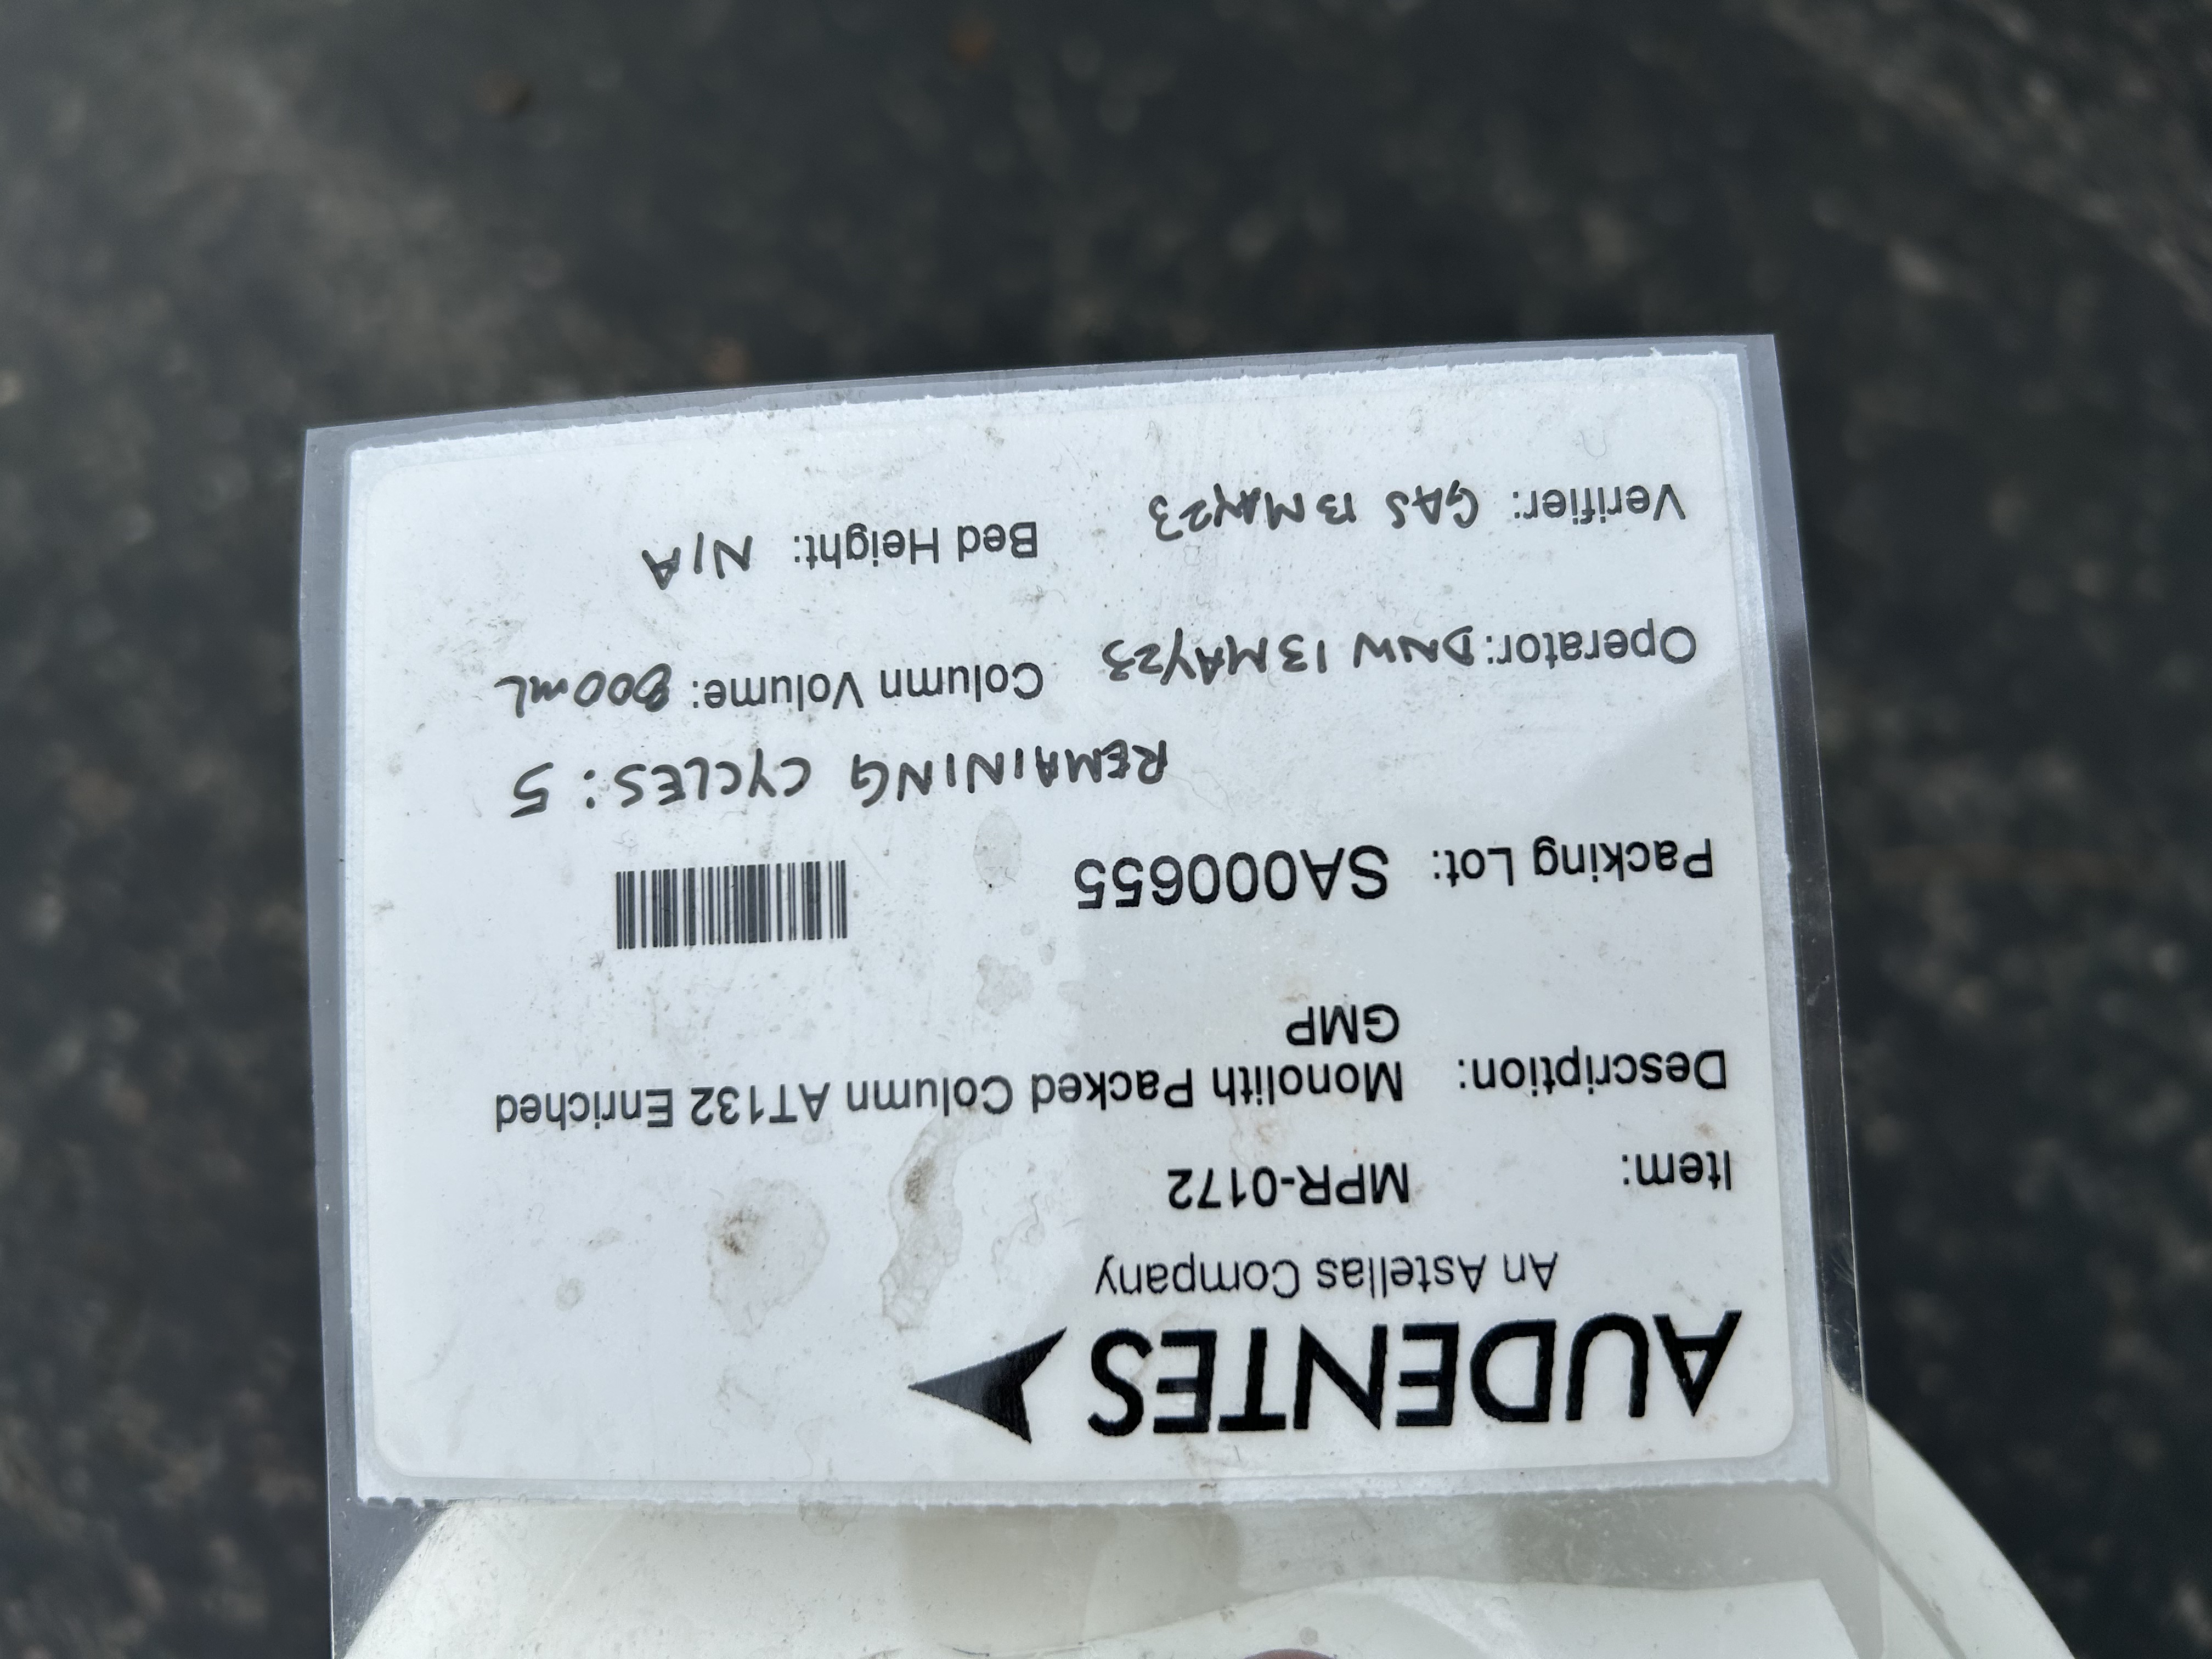 AUDENTES
An Astellas Company
Item: MPR-0172
Description: Monolith Packed Column AT132 Enriched
GMP
Packing Lot: SA000655
REMAINING CYCLES: 5
Operator: DNW 13MAY23 Column Volume: 800mL
Verifier: GAS 13MAY23 Bed Height: N/A